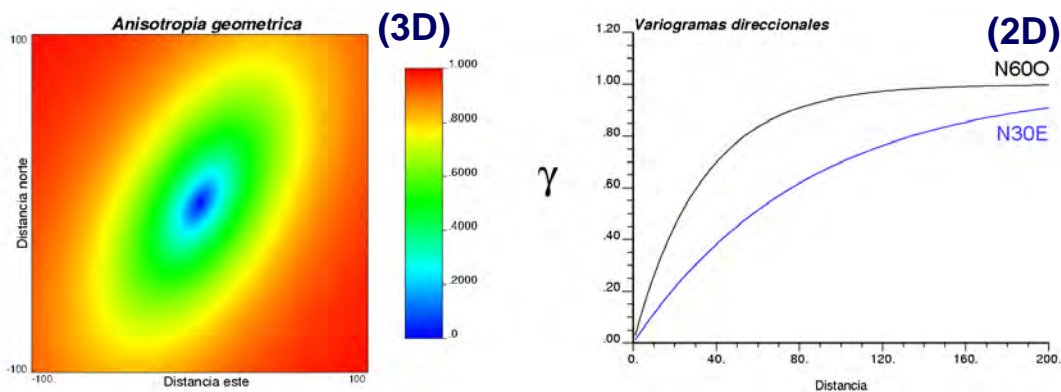 Anisotropia geometrica
(3D)
100
Distancia norte
-100
-100
Distancia este
100
1.000
.8000
.6000
.4000
.2000
.0
Variogramas direccionales
(2D)
γ
1.20
1.00
.80
.60
.40
.20
.00
N60O
N30E
0.
40.
80.
120.
160.
200.
Distancia